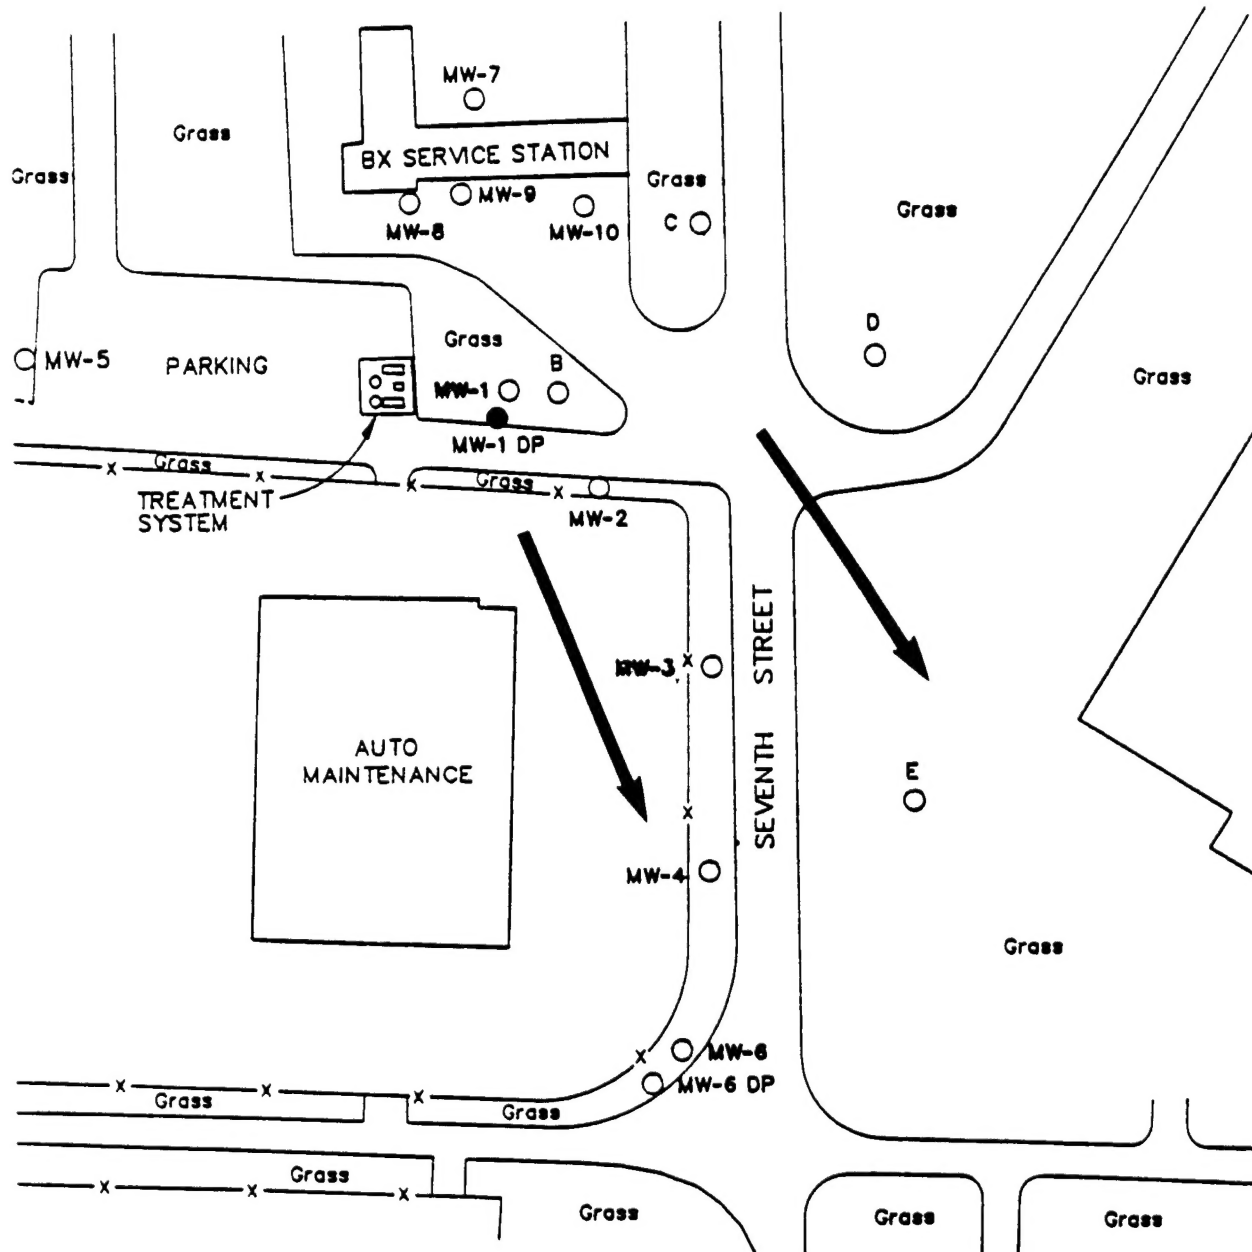 MW-7
Grass
BX SERVICE STATION
Grass
Grass
MW-9
Grass
C
MW-8
MW-10
D
Grass
B
MW-5
PARKING
MW-1
Grass
MW-1 DP
Grass
Grass
TREATMENT
SYSTEM
MW-2
SEVENTH STREET
MW-3
AUTO
MAINTENANCE
E
MW-4
Grass
MW-6
MW-6 DP
Grass
Grass
Grass
Grass
Grass
Grass